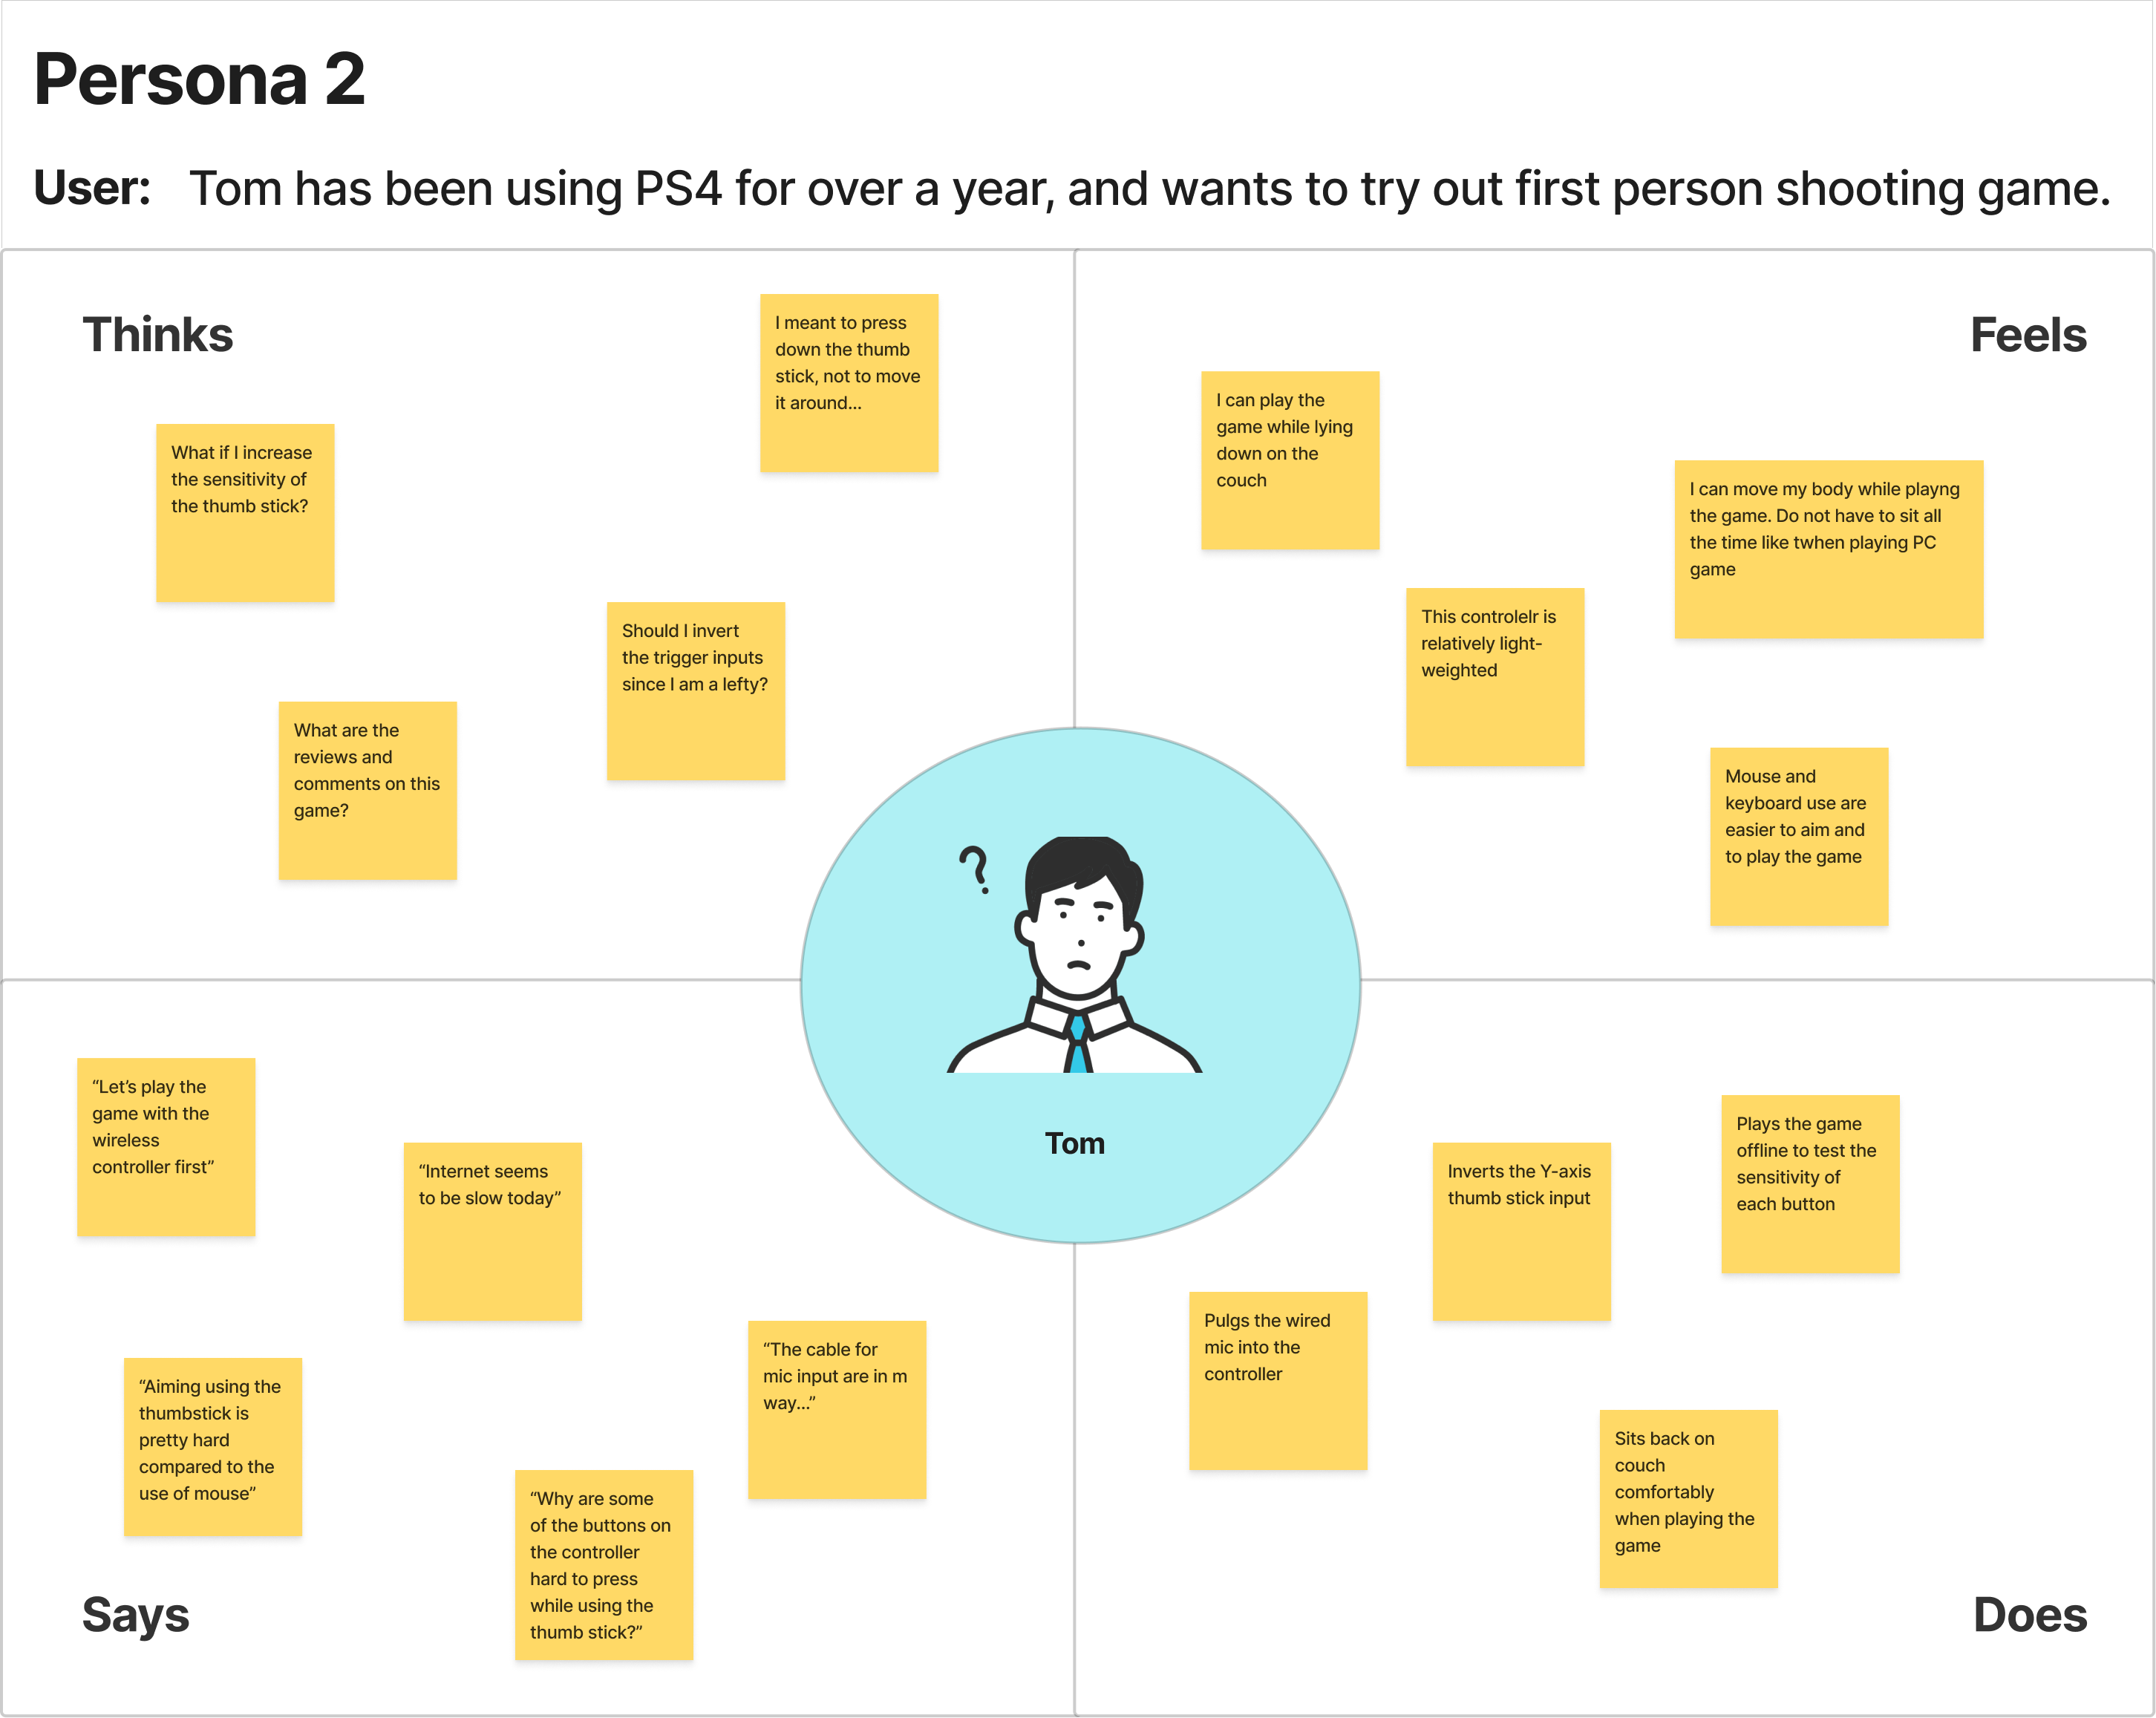 Persona 2
User: Tom has been using PS4 for over a year, and wants to try out first person shooting game.
Thinks
I meant to press
down the thumb
stick, not to move
it around...
What if I increase
the sensitivity of
the thumb stick?
Should I invert
the trigger inputs
since I am a lefty?
What are the
reviews and
comments on this
game?
Feels
I can play the
game while lying
down on the
couch
I can move my body while playng
the game. Do not have to sit all
the time like twhen playing PC
game
This controlelr is
relatively light-
weighted
Mouse and
keyboard use are
easier to aim and
to play the game
?
Tom
“Let’s play the
game with the
wireless
controller first”
“Internet seems
to be slow today”
“The cable for
mic input are in m
way...”
“Aiming using the
thumbstick is
pretty hard
compared to the
use of mouse”
“Why are some
of the buttons on
the controller
hard to press
while using the
thumb stick?”
Says
Plays the game
offline to test the
sensitivity of
each button
Inverts the Y-axis
thumb stick input
Pulgs the wired
mic into the
controller
Sits back on
couch
comfortably
when playing the
game
Does